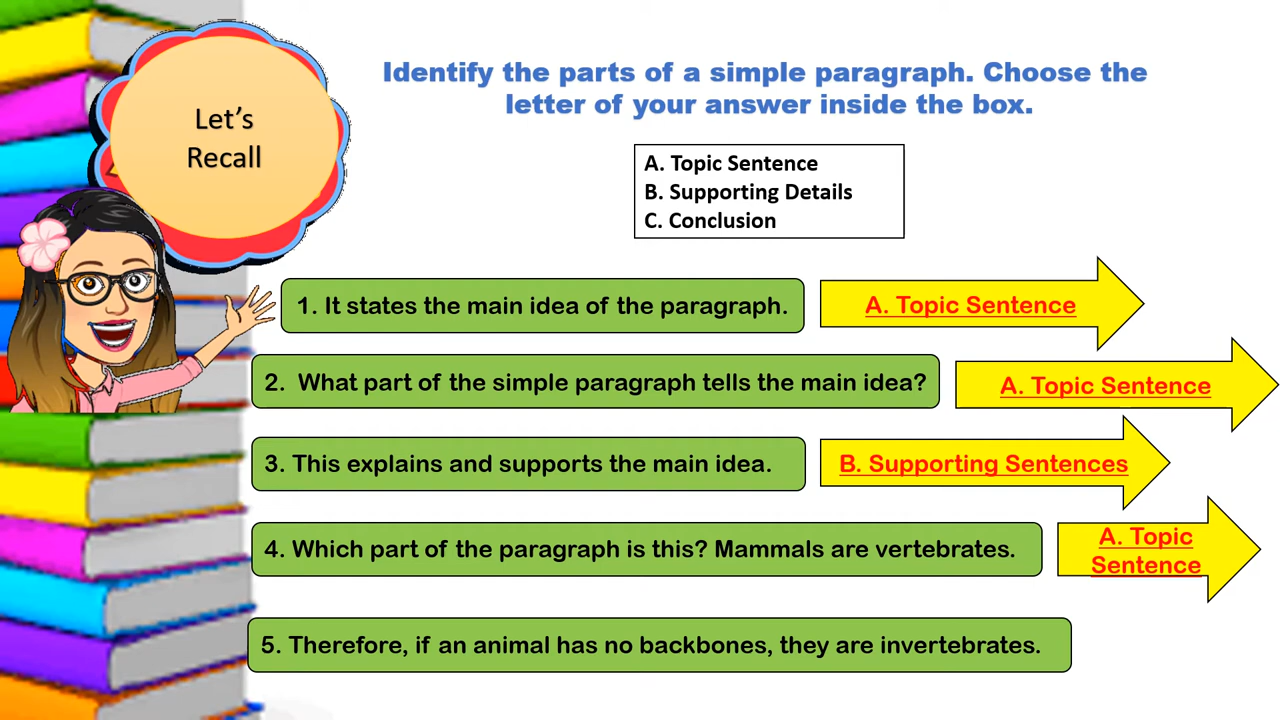 Let's
Recall
Identify the parts of a simple paragraph. Choose the
letter of your answer inside the box.
A. Topic Sentence
B. Supporting Details
C. Conclusion
1. It states the main idea of the paragraph.
A. Topic Sentence
2. What part of the simple paragraph tells the main idea?
A. Topic Sentence
3. This explains and supports the main idea.
B. Supporting Sentences
4. Which part of the paragraph is this? Mammals are vertebrates.
A. Topic
Sentence
5. Therefore, if an animal has no backbones, they are invertebrates.